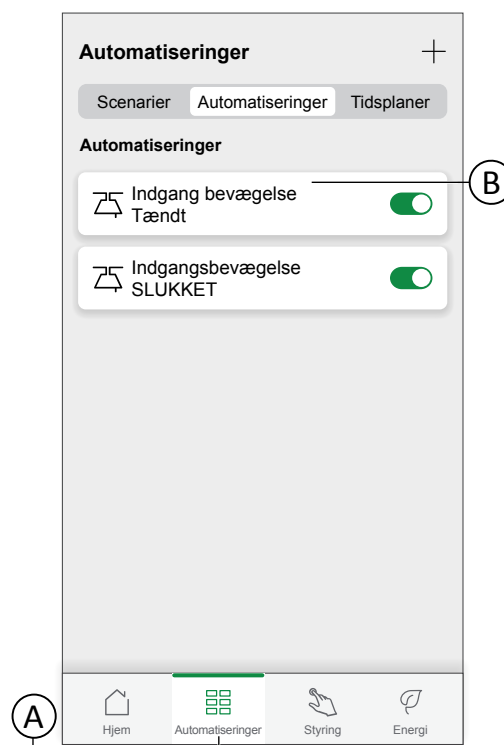 Automatiseringer
Scenarier Automatiseringer Tidsplaner
Automatiseringer
Indgang bevægelse
Tændt
B
Indgangsbevægelse
SLUKKET
A
Hjem Automatiseringer Styring Energi